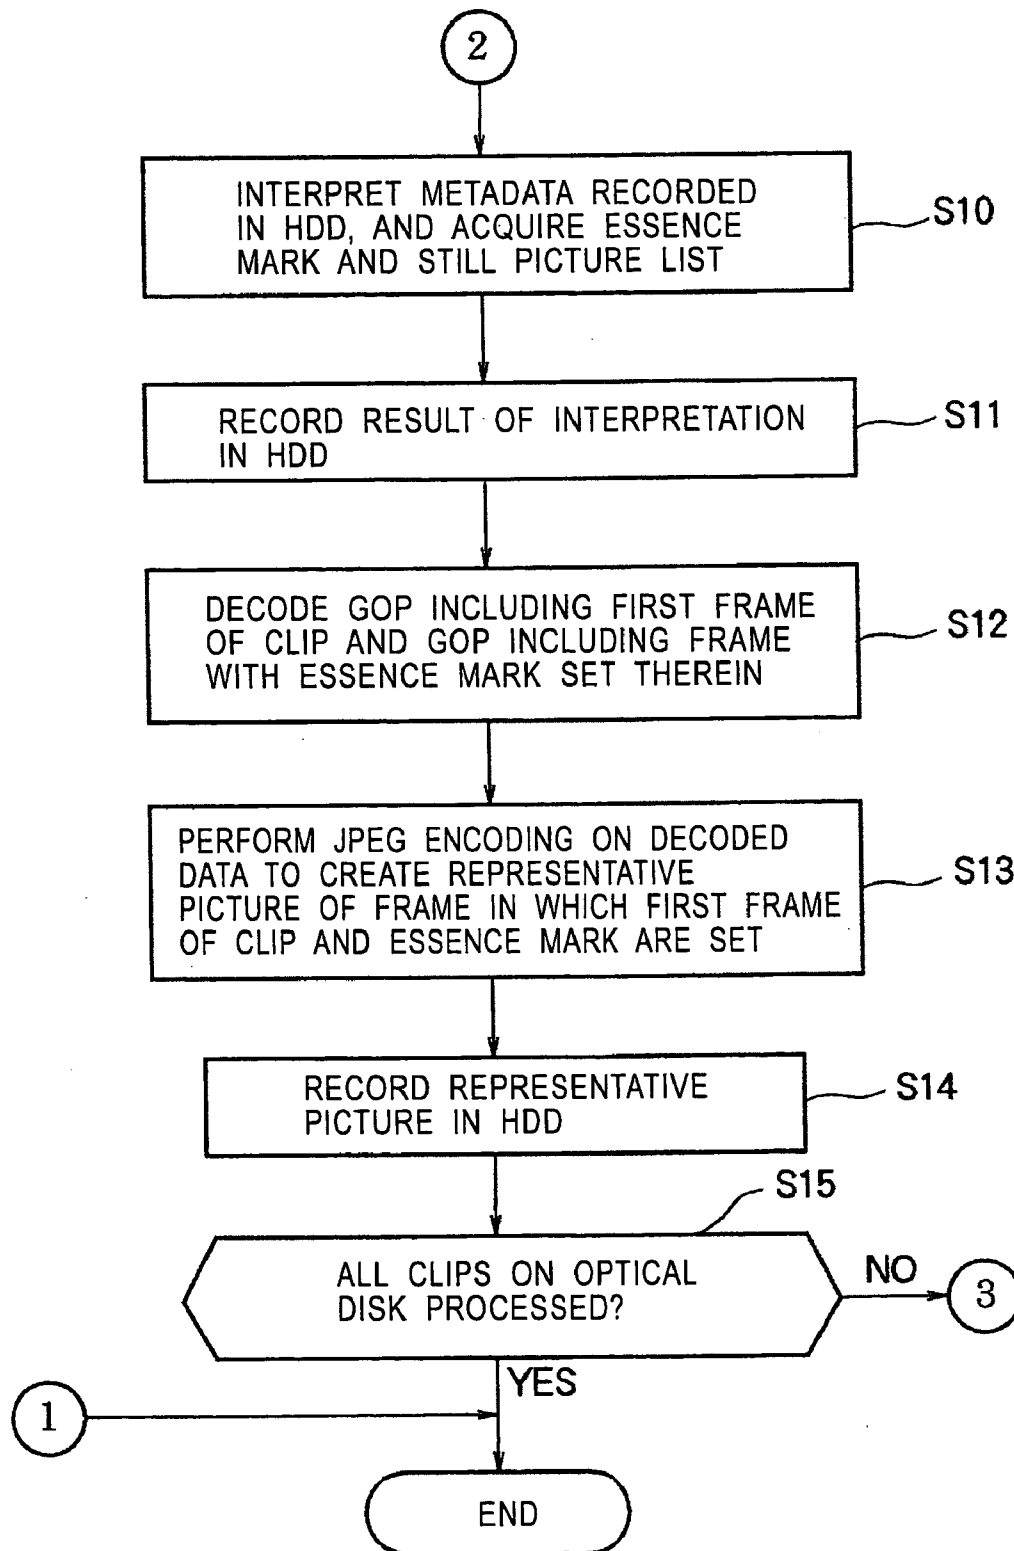 2
INTERPRET METADATA RECORDED
IN HDD, AND ACQUIRE ESSENCE
MARK AND STILL PICTURE LIST
S10
RECORD RESULT OF INTERPRETATION
IN HDD
S11
DECODE GOP INCLUDING FIRST FRAME
OF CLIP AND GOP INCLUDING FRAME
WITH ESSENCE MARK SET THEREIN
S12
PERFORM JPEG ENCODING ON DECODED
DATA TO CREATE REPRESENTATIVE
PICTURE OF FRAME IN WHICH FIRST FRAME
OF CLIP AND ESSENCE MARK ARE SET
S13
RECORD REPRESENTATIVE
PICTURE IN HDD
S14
S15
ALL CLIPS ON OPTICAL
DISK PROCESSED?
NO
3
YES
1
END